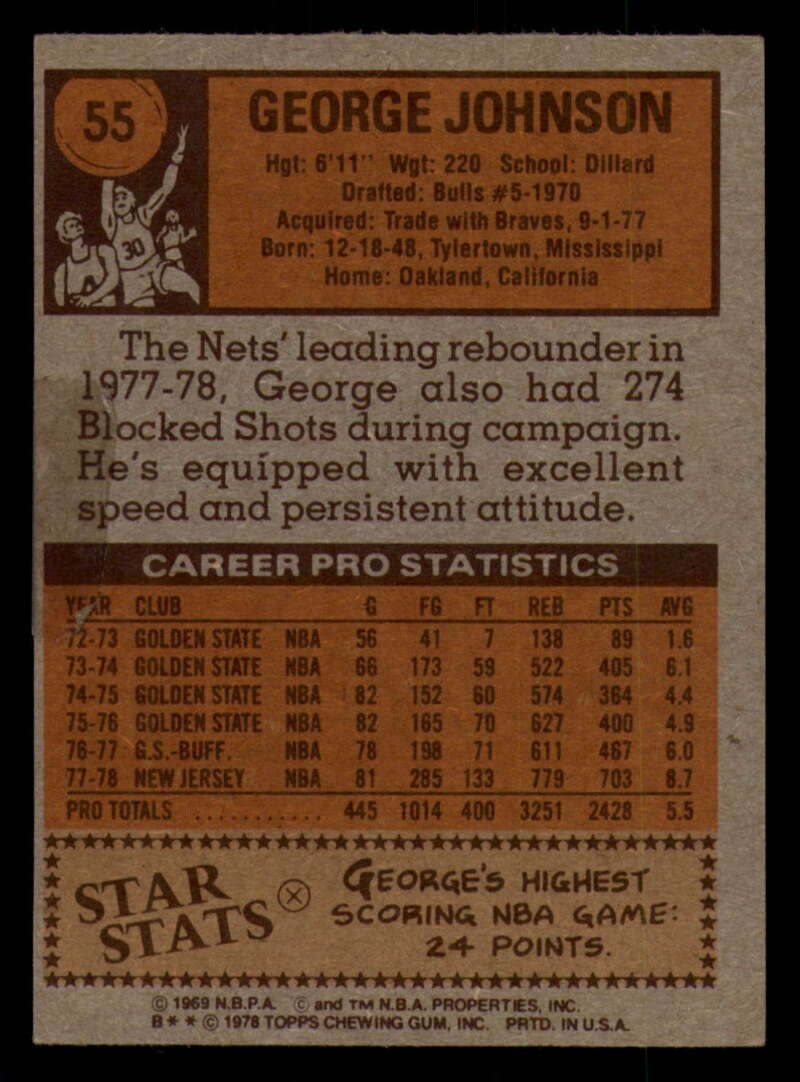 55
30
GEORGE JOHNSON
Hgt: 6'11" Wgt: 220 School: Dillard
Drafted: Bulls #5-1970
Acquired: Trade with Braves, 9-1-77
Born: 12-18-48, Tylertown, Mississippi
Home: Oakland, California
The Nets' leading rebounder in
1977-78, George also had 274
Blocked Shots during campaign.
He's equipped with excellent
speed and persistent attitude.
CAREER PRO STATISTICS
YEAR CLUB G FG FT REB PTS AVG
72-73 GOLDEN STATE NBA 56 41 7 138 89 1.6
73-74 GOLDEN STATE NBA 66 173 59 522 405 6.1
74-75 GOLDEN STATE NBA 82 152 60 574 364 4.4
75-76 GOLDEN STATE NBA 82 165 70 627 400 4.9
76-77 G.S.-BUFF. NBA 78 198 71 611 467 6.0
77-78 NEW JERSEY NBA 81 285 133 779 703 8.7
PRO TOTALS ........... 445 1014 400 3251 2428 5.5
STAR
STATS
GEORGE'S HIGHEST
SCORING NBA GAME:
24 POINTS.
© 1969 N.B.P.A. © and TM N.B.A. PROPERTIES, INC.
B * * © 1978 TOPPS CHEWING GUM, INC. PRTD. IN U.S.A.